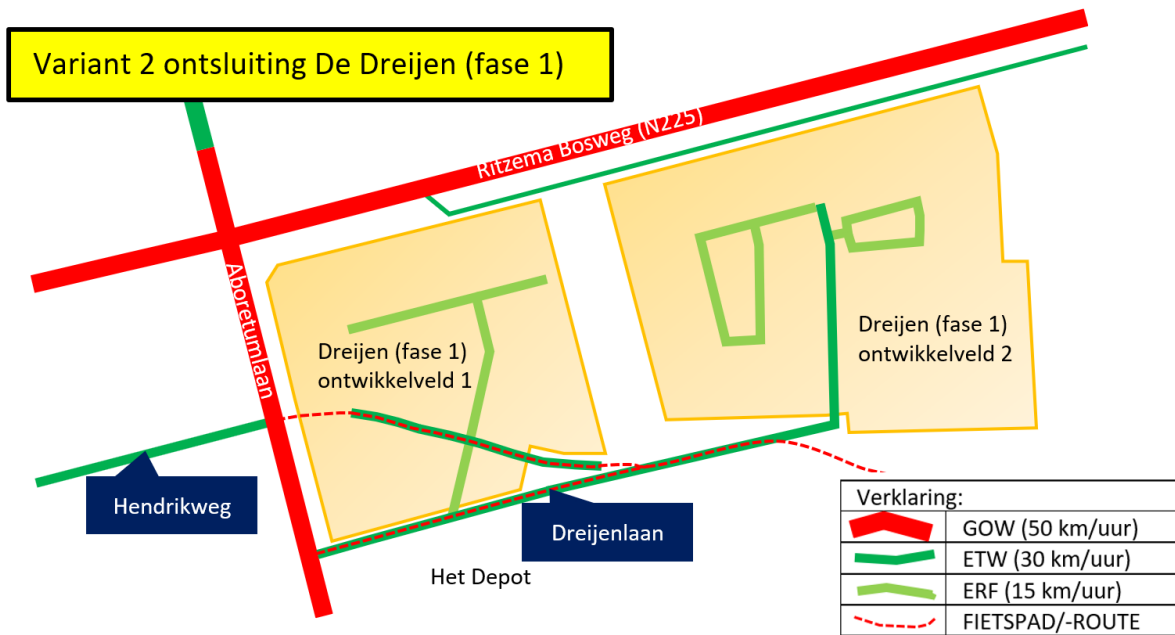 Variant 2 ontsluiting De Dreijen (fase 1)
Ritzema Bosweg (N225)
Aboretumlaan
Dreijen (fase 1)
ontwikkelveld 1
Dreijen (fase 1)
ontwikkelveld 2
Hendrikweg
Dreijenlaan
Het Depot
Verklaring:
GOW (50 km/uur)
ETW (30 km/uur)
ERF (15 km/uur)
FIETSPAD/-ROUTE